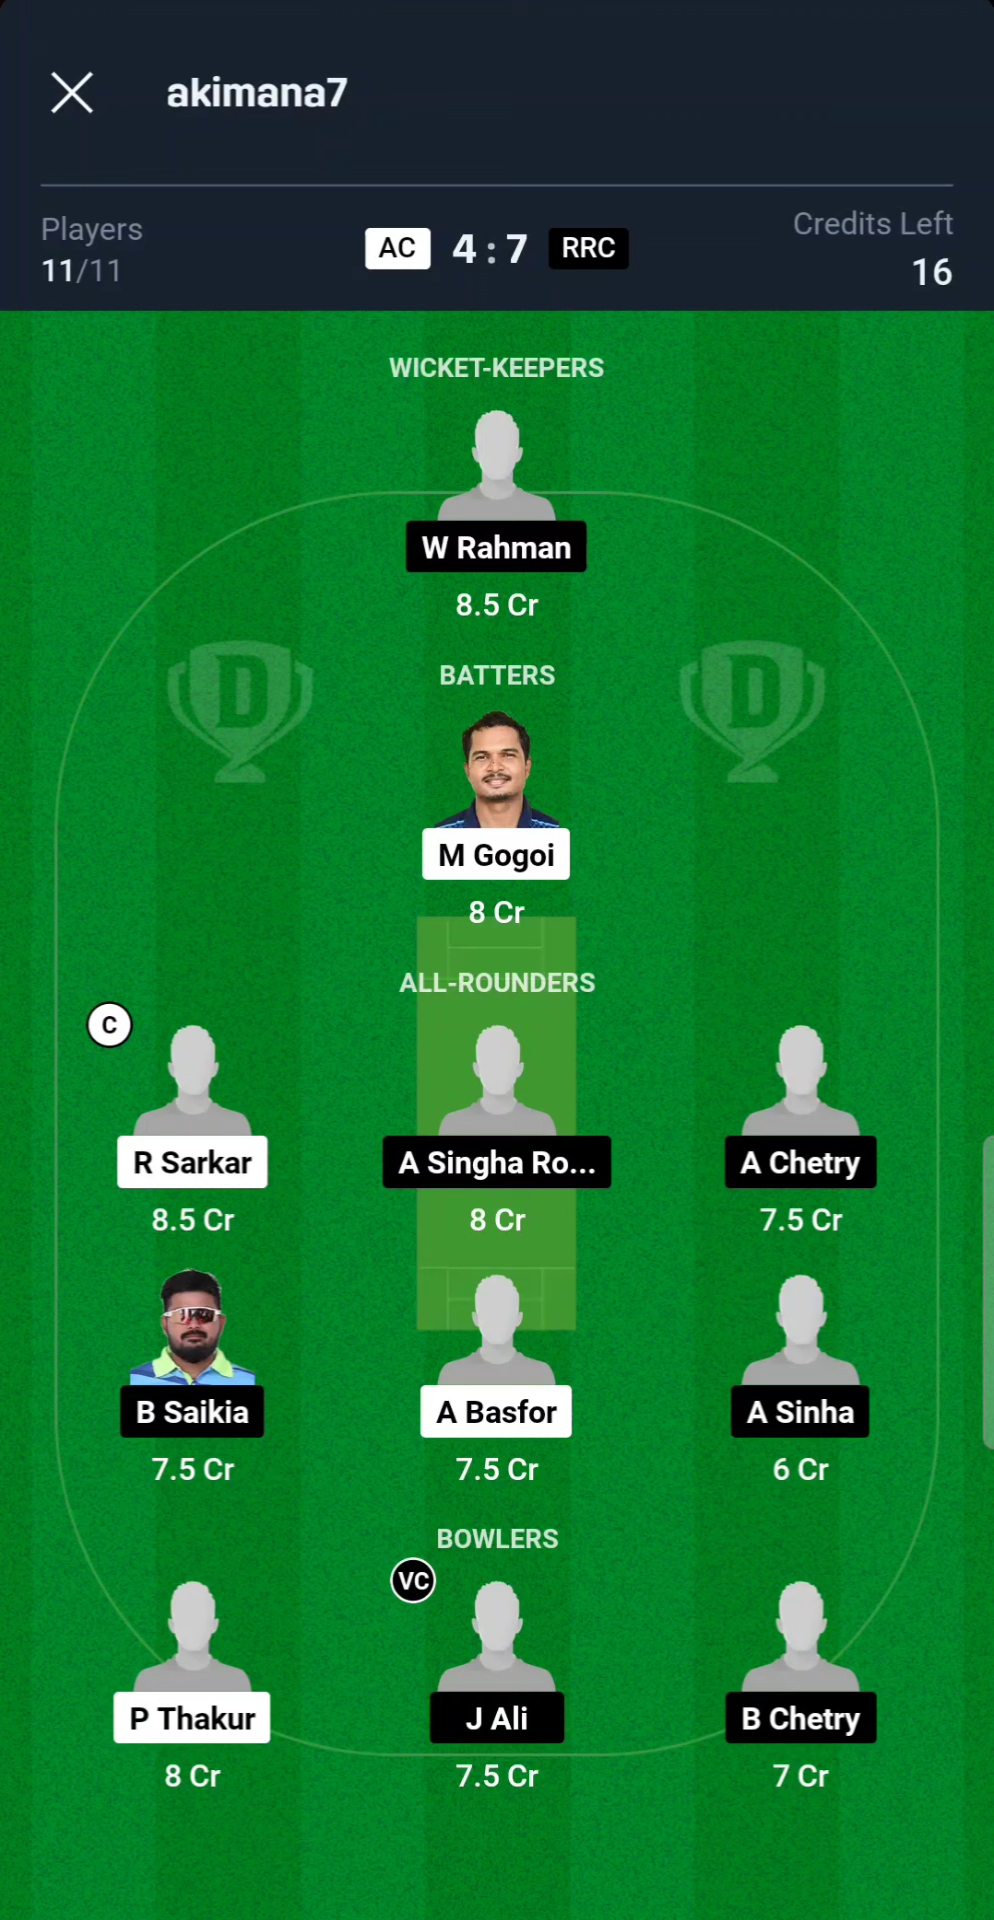 akimana7
Players
11/11
AC 4 : 7 RRC
Credits Left
16
WICKET-KEEPERS
W Rahman
8.5 Cr
D D
BATTERS
M Gogoi
8 Cr
ALL-ROUNDERS
C
R Sarkar A Singha Ro... A Chetry
8.5 Cr 8 Cr 7.5 Cr
B Saikia A Basfor A Sinha
7.5 Cr 7.5 Cr 6 Cr
BOWLERS
VC
P Thakur J Ali B Chetry
8 Cr 7.5 Cr 7 Cr